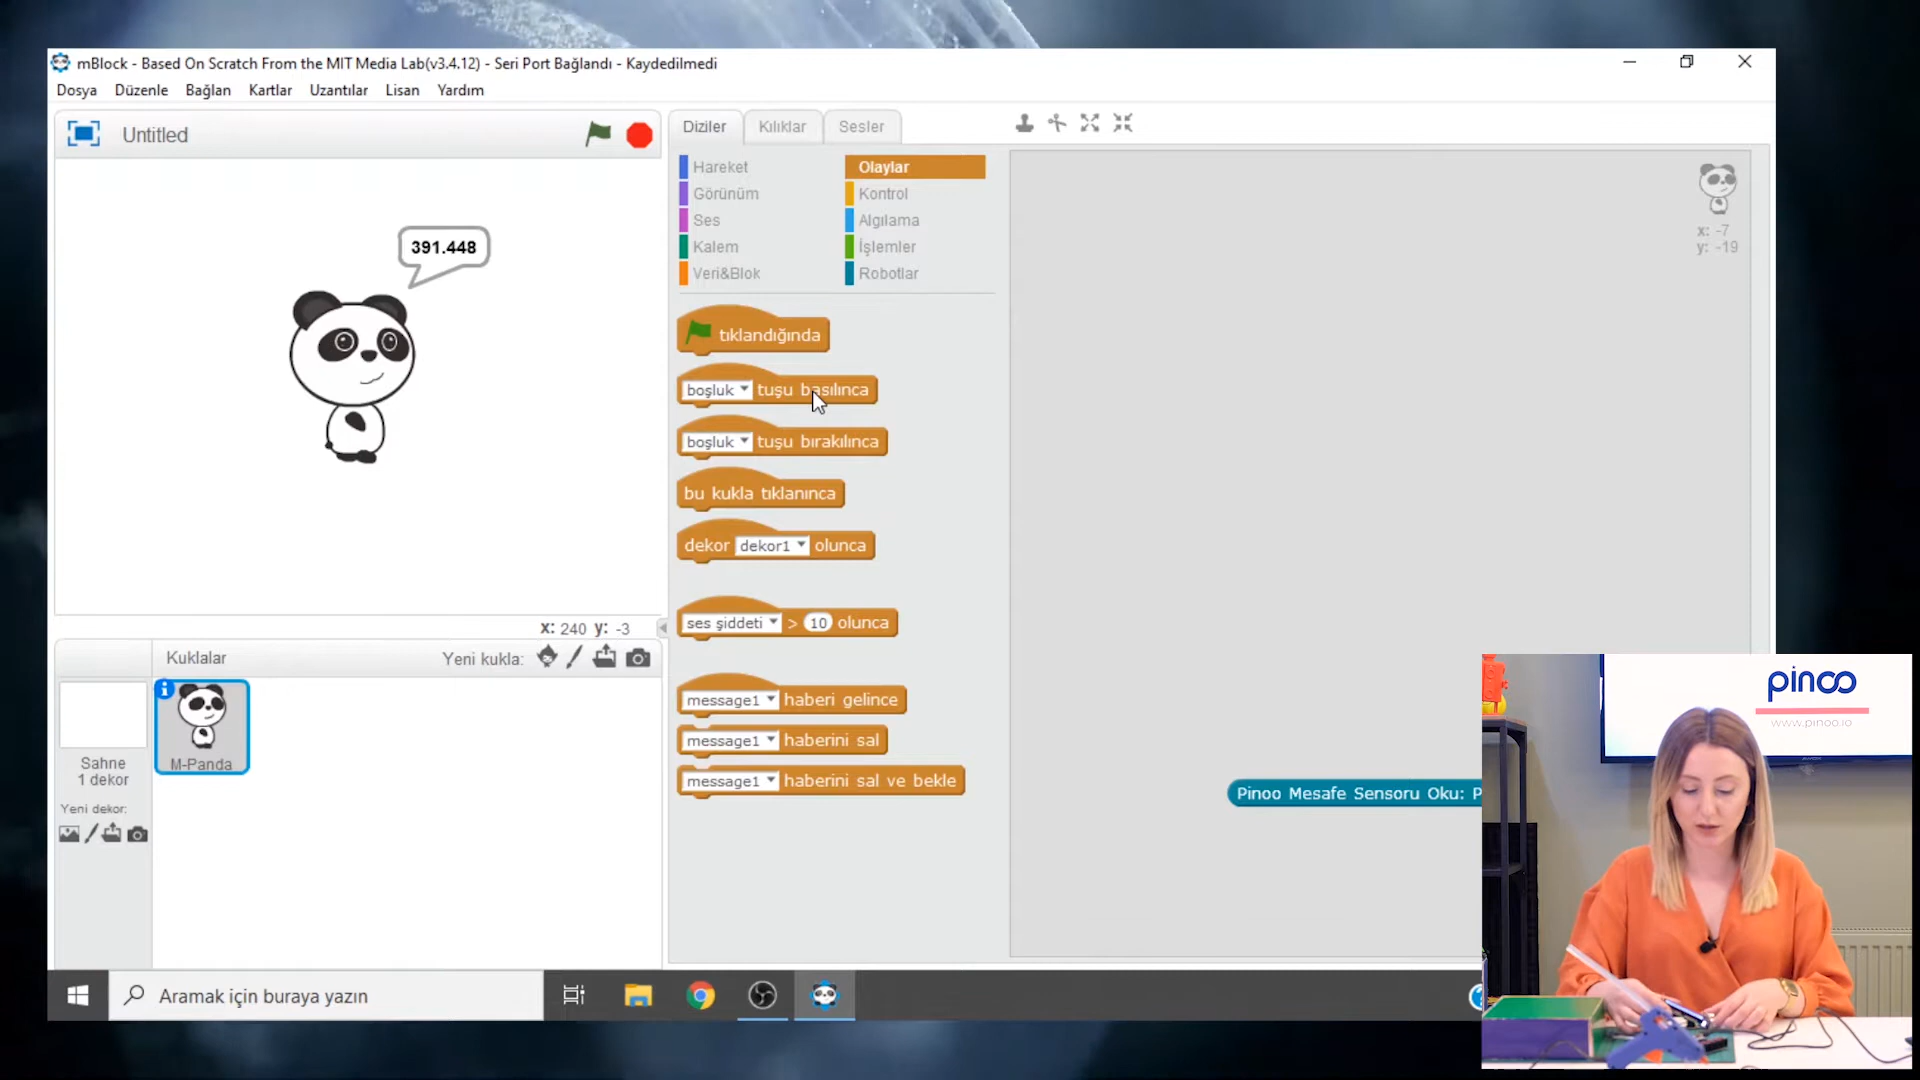 mBlock - Based On Scratch From the MIT Media Lab(v3.4.12) - Seri Port Bağlandı - Kaydedilmedi
Dosya Düzenle Bağlan Kartlar Uzantılar Lisan Yardım
Untitled
391.448
x: 240 y: -3
Diziler Kılıklar Sesler
Hareket Olaylar
Görünüm Kontrol
Ses Algılama
Kalem İşlemler
Veri&Blok Robotlar
tıklandığında
boşluk tuşu basılınca
boşluk tuşu bırakılınca
bu kukla tıklanınca
dekor dekor1 olunca
ses şiddeti > 10 olunca
message1 haberi gelince
message1 haberini sal
message1 haberini sal ve bekle
x: -7
y: -19
Pinoo Mesafe Sensoru Oku: P
Kuklalar
Yeni kukla:
M-Panda
Sahne
1 dekor
Yeni dekor:
Aramak için buraya yazın
pinoo
www.pinoo.io